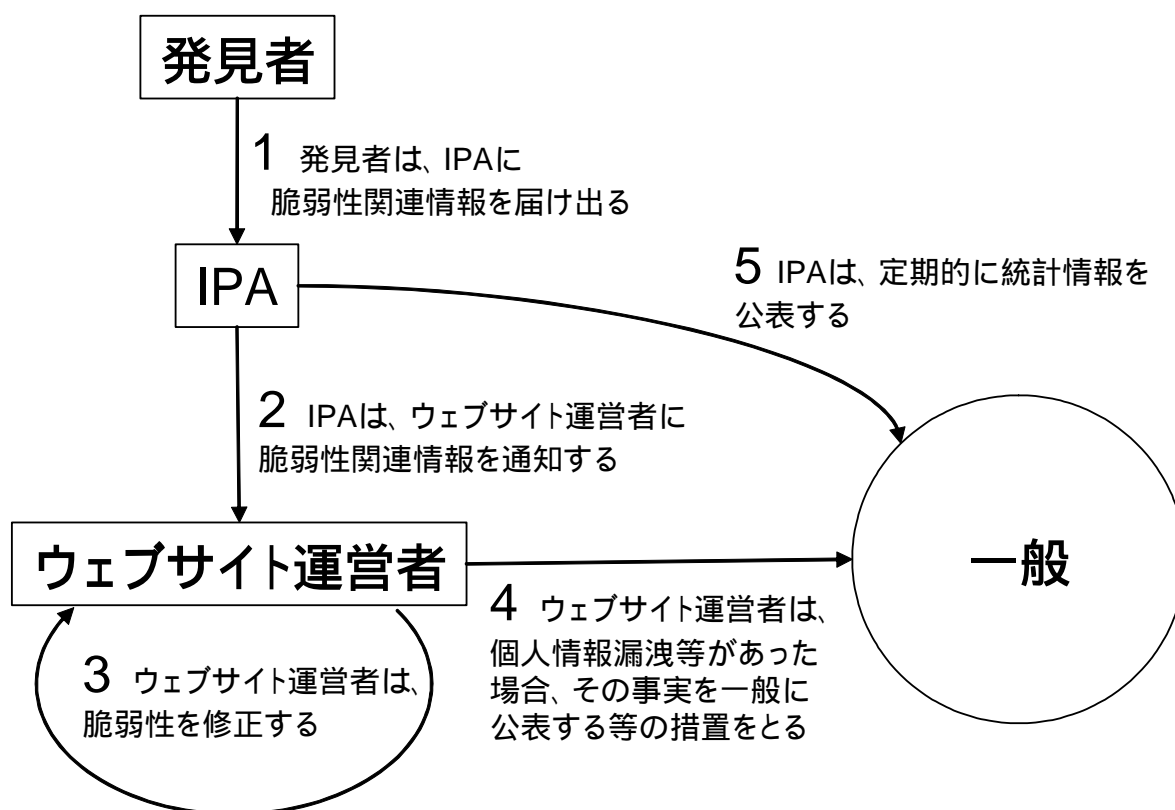 発見者
1 発見者は、IPAに
脆弱性関連情報を届け出る
IPA
5 IPAは、定期的に統計情報を
公表する
2 IPAは、ウェブサイト運営者に
脆弱性関連情報を通知する
ウェブサイト運営者
一般
3 ウェブサイト運営者は、
脆弱性を修正する
4 ウェブサイト運営者は、
個人情報漏洩等があった
場合、その事実を一般に
公表する等の措置をとる